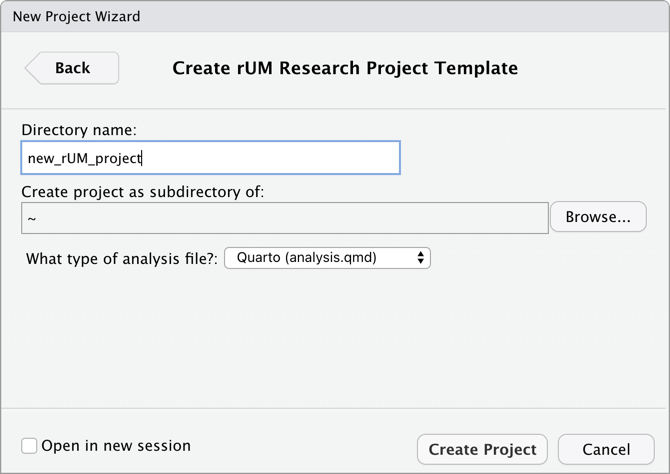 New Project Wizard
Back
Create rUM Research Project Template
Directory name:
new_rUM_project
Create project as subdirectory of:
~
Browse...
What type of analysis file?: Quarto (analysis.qmd)
Open in new session
Create Project
Cancel